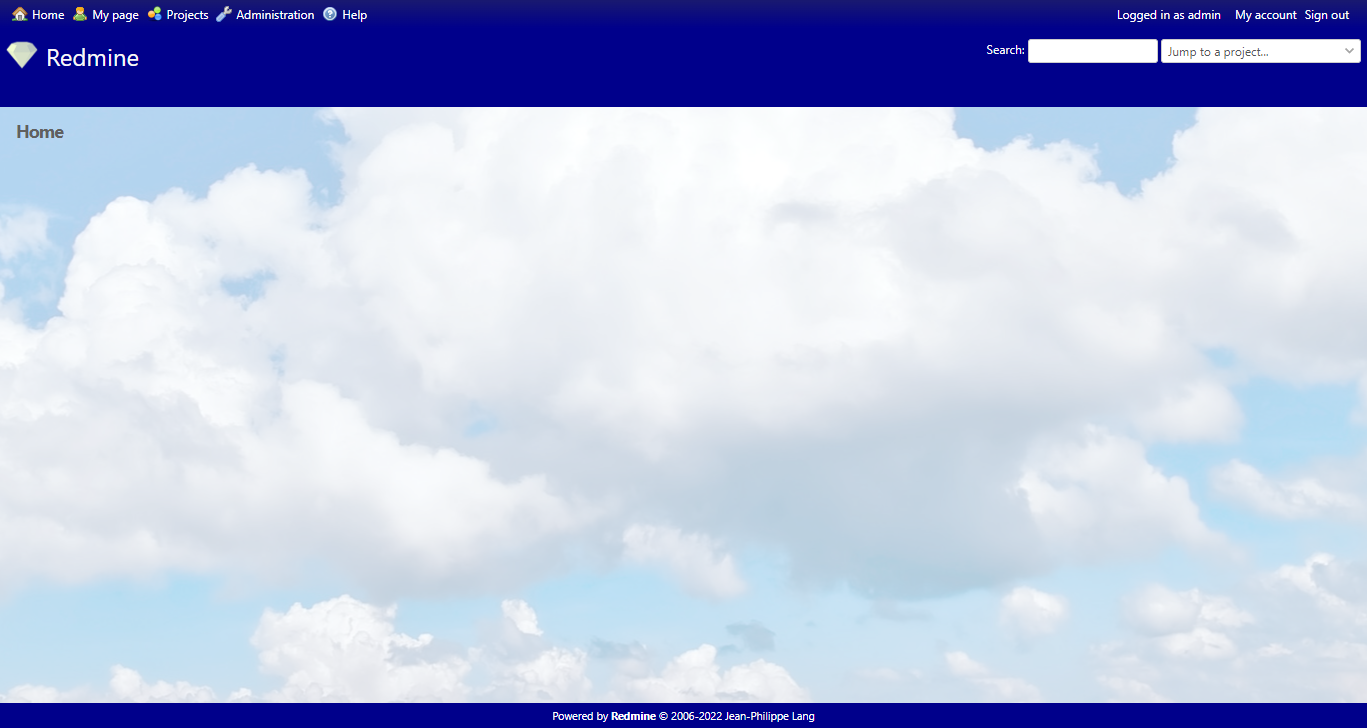 Home My page Projects Administration Help Logged in as admin My account Sign out
Redmine Search: Jump to a project...
Home
Powered by Redmine © 2006-2022 Jean-Philippe Lang